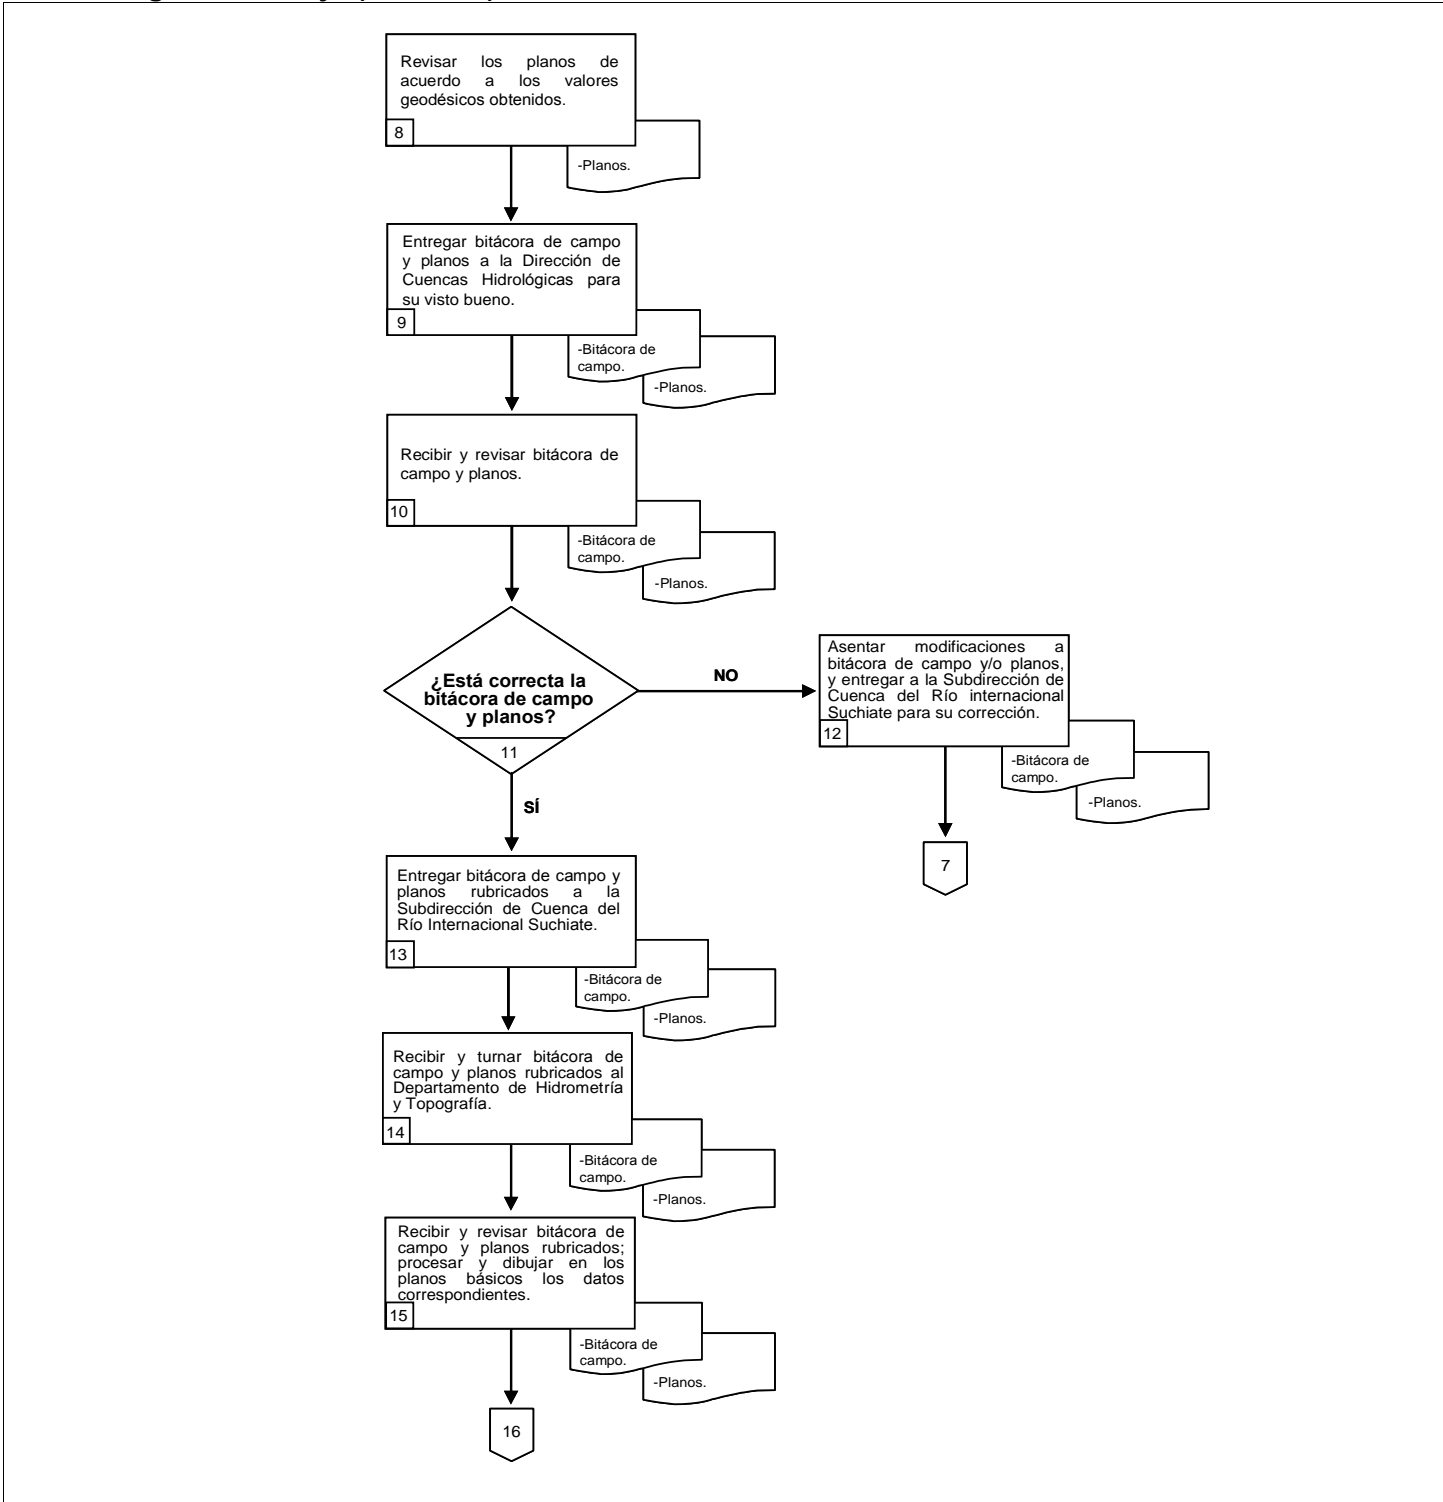 Revisar los planos de
acuerdo a los valores
geodésicos obtenidos.
8
-Planos.
Entregar bitácora de campo
y planos a la Dirección de
Cuencas Hidrológicas para
su visto bueno.
9
-Bitácora de
campo.
-Planos.
Recibir y revisar bitácora de
campo y planos.
10
-Bitácora de
campo.
-Planos.
¿Está correcta la
bitácora de campo
y planos?
11
NO
Asentar modificaciones a
bitácora de campo y/o planos,
y entregar a la Subdirección de
Cuenca del Río internacional
Suchiate para su corrección.
12
-Bitácora de
campo.
-Planos.
7
SÍ
Entregar bitácora de campo y
planos rubricados a la
Subdirección de Cuenca del
Río Internacional Suchiate.
13
-Bitácora de
campo.
-Planos.
Recibir y turnar bitácora de
campo y planos rubricados al
Departamento de Hidrometría
y Topografía.
14
-Bitácora de
campo.
-Planos.
Recibir y revisar bitácora de
campo y planos rubricados;
procesar y dibujar en los
planos básicos los datos
correspondientes.
15
-Bitácora de
campo.
-Planos.
16